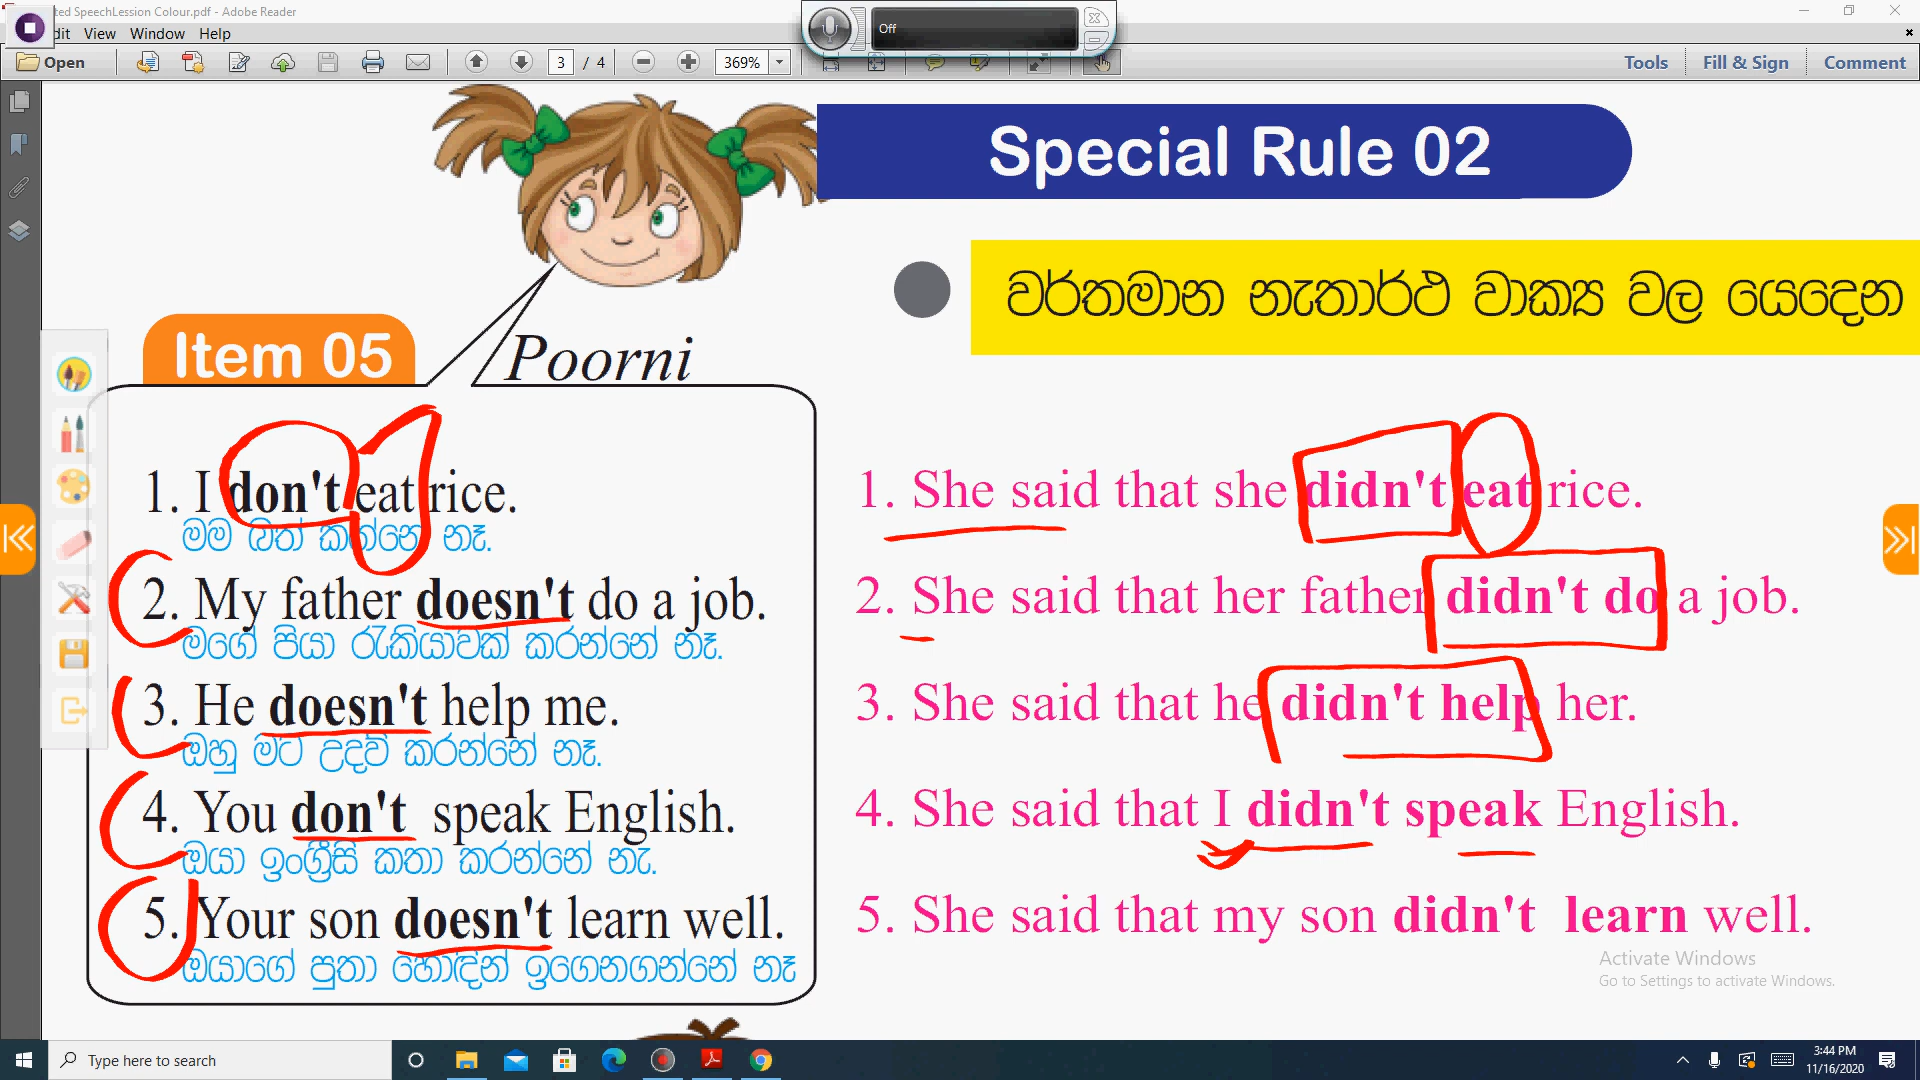 ted SpeechLession Colour.pdf - Adobe Reader
Off
dit View Window Help
Open
3 / 4
369%
Tools Fill & Sign Comment
Special Rule 02
වර්තමාන නැතාර්ථ වාක්‍ය වල යෙදෙන
Item 05
Poorni
1. I don't eat rice.
මම බත් කන්නේ නෑ.
2. My father doesn't do a job.
මගේ පියා රැකියාවක් කරන්නේ නෑ.
3. He doesn't help me.
ඔහු මට උදව් කරන්නේ නෑ.
4. You don't speak English.
ඔයා ඉංග්‍රීසි කතා කරන්නේ නැ.
5. Your son doesn't learn well.
ඔයාගේ පුතා හොඳින් ඉගෙනගන්නේ නෑ
1. She said that she didn't eat rice.
2. She said that her father didn't do a job.
3. She said that he didn't help her.
4. She said that I didn't speak English.
5. She said that my son didn't learn well.
Activate Windows
Go to Settings to activate Windows.
Type here to search
3:44 PM
11/16/2020